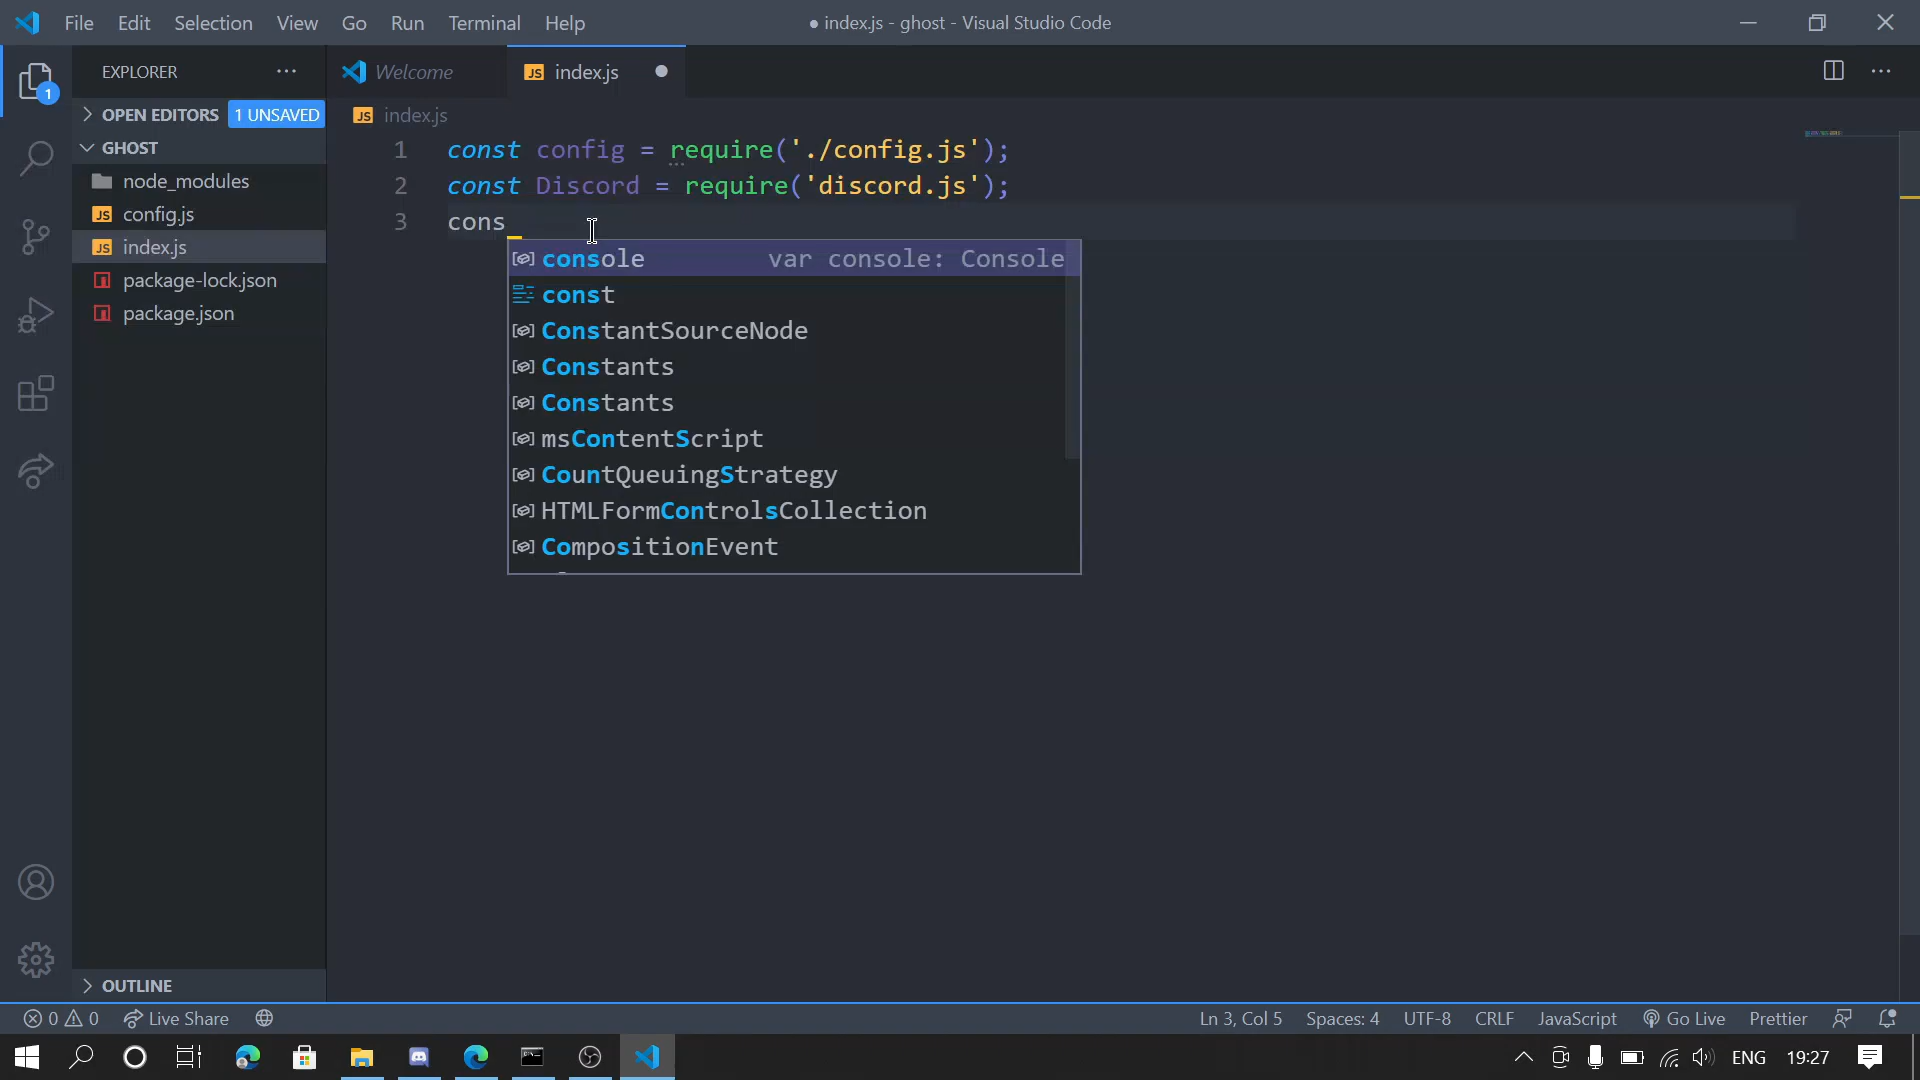 File Edit Selection View Go Run Terminal Help ● index.js - ghost - Visual Studio Code
EXPLORER ··· Welcome JS index.js ● ···
1 OPEN EDITORS 1 UNSAVED JS index.js
GHOST
node_modules
JS config.js
JS index.js
package-lock.json
package.json
1 const config = require('./config.js');
2 const Discord = require('discord.js');
3 cons
console var console: Console
const
ConstantSourceNode
Constants
Constants
msContentScript
CountQueuingStrategy
HTMLFormControlsCollection
CompositionEvent
OUTLINE
0 0 Live Share Ln 3, Col 5 Spaces: 4 UTF-8 CRLF JavaScript Go Live Prettier
ENG 19:27